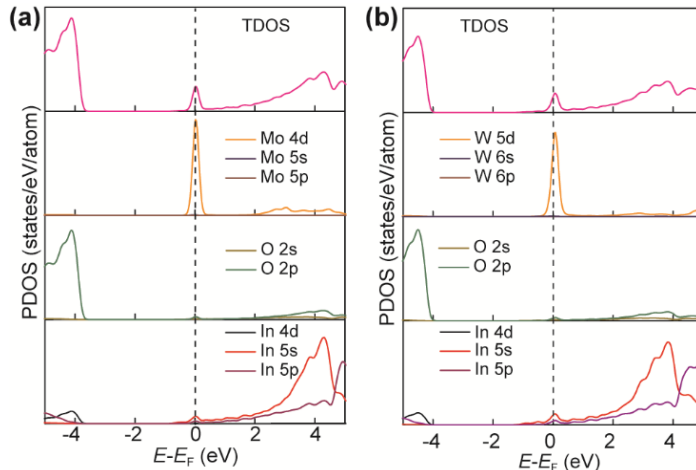 (a)
TDOS
Mo 4d
Mo 5s
Mo 5p
O 2s
O 2p
In 4d
In 5s
In 5p
PDOS (states/eV/atom)
-4 -2 0 2 4
E-EF (eV)
(b)
TDOS
W 5d
W 6s
W 6p
O 2s
O 2p
In 4d
In 5s
In 5p
PDOS (states/eV/atom)
-4 -2 0 2 4
E-EF (eV)